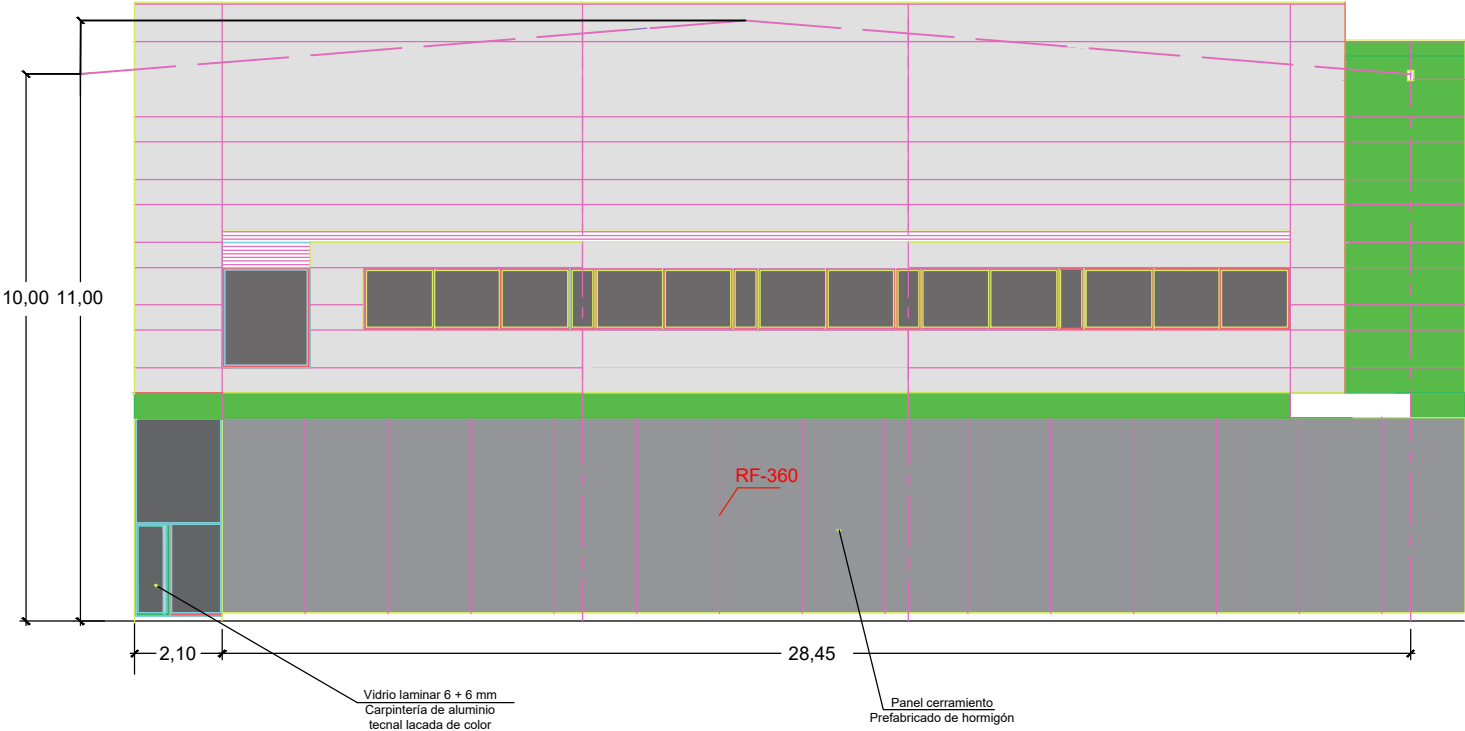 10,00
11,00
RF-360
2,10
28,45
Vidrio laminar 6 + 6 mm
Carpintería de aluminio
tecnal lacada de color
Panel cerramiento
Prefabricado de hormigón